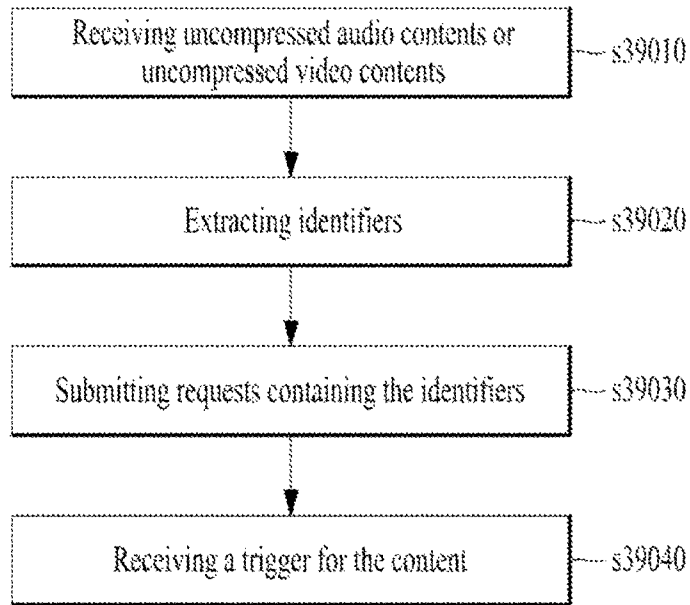 Receiving uncompressed audio contents or
uncompressed video contents
s39010
Extracting identifiers
s39020
Submitting requests containing the identifiers
s39030
Receiving a trigger for the content
s39040